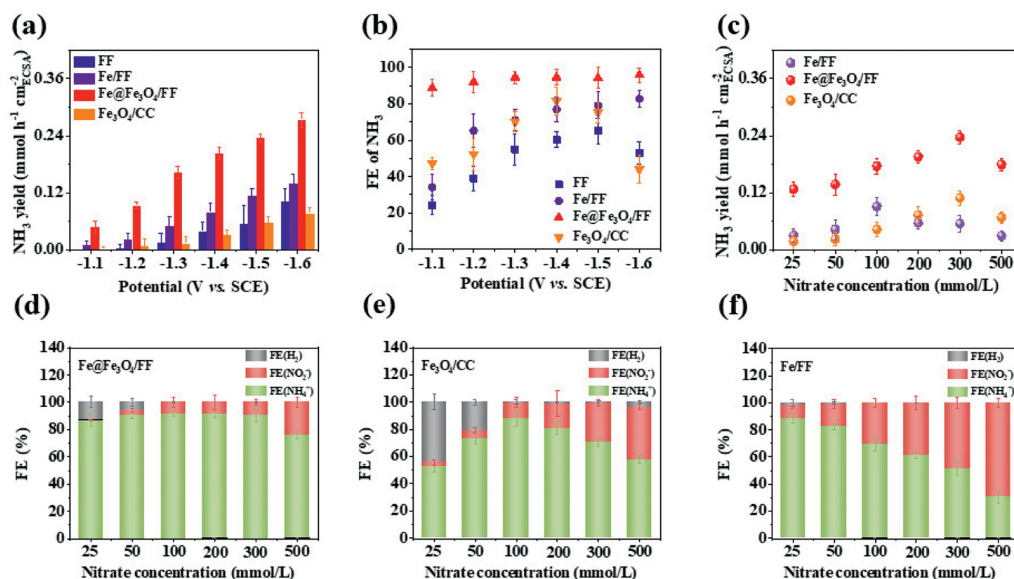 (a)
NH₃ yield (mmol h⁻¹ cm⁻²ECSA)
0.36
0.24
0.12
0.00
FF
Fe/FF
Fe@Fe₃O₄/FF
Fe₃O₄/CC
-1.1 -1.2 -1.3 -1.4 -1.5 -1.6
Potential (V vs. SCE)
(b)
FE of NH₃
100
80
60
40
20
0
FF
Fe/FF
Fe@Fe₃O₄/FF
Fe₃O₄/CC
-1.1 -1.2 -1.3 -1.4 -1.5 -1.6
Potential (V vs. SCE)
(c)
NH₃ yield (mmol h⁻¹ cm⁻²ECSA)
0.36
0.24
0.12
0.00
Fe/FF
Fe@Fe₃O₄/FF
Fe₃O₄/CC
25 50 100 200 300 500
Nitrate concentration (mmol/L)
(d)
FE (%)
140
120
100
80
60
40
20
0
Fe@Fe₃O₄/FF
FE(H₂)
FE(NO₂⁻)
FE(NH₄⁺)
25 50 100 200 300 500
Nitrate concentration (mmol/L)
(e)
FE (%)
140
120
100
80
60
40
20
0
Fe₃O₄/CC
FE(H₂)
FE(NO₂⁻)
FE(NH₄⁺)
25 50 100 200 300 500
Nitrate concentration (mmol/L)
(f)
FE (%)
140
120
100
80
60
40
20
0
Fe/FF
FE(H₂)
FE(NO₂⁻)
FE(NH₄⁺)
25 50 100 200 300 500
Nitrate concentration (mmol/L)